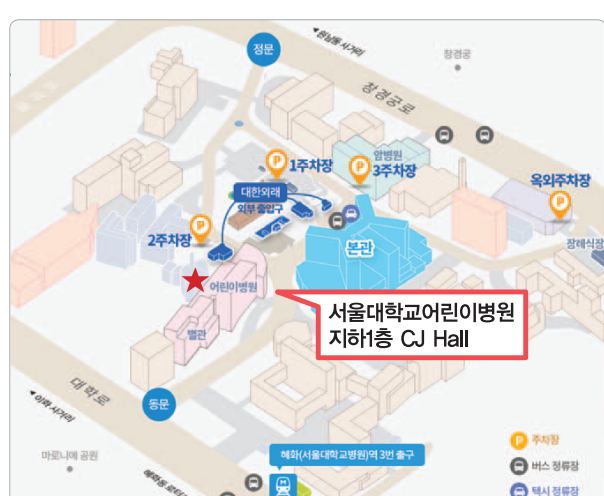 원남동 사거리
정문
창경궁
창경궁로
암병원
1주차장
3주차장
옥외주차장
대한외래
외부 출입구
2주차장
본관
장례식장
어린이병원
서울대학교어린이병원
지하1층 CJ Hall
별관
대학로
동문
이화 사거리
마로니에 공원
혜화(서울대학교병원)역 3번 출구
주차장
버스 정류장
택시 정류장